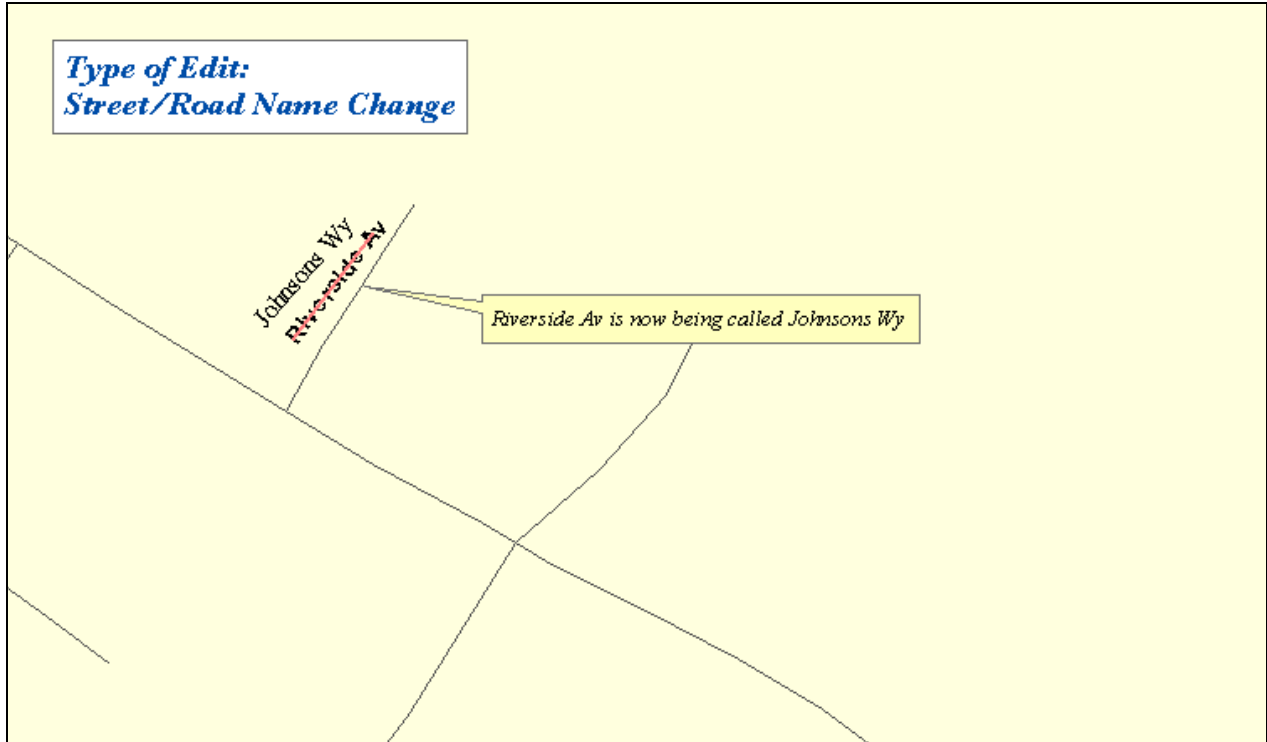 Type of Edit:
Street/Road Name Change
Johnsons Wy
Riverside Av
Riverside Av is now being called Johnsons Wy